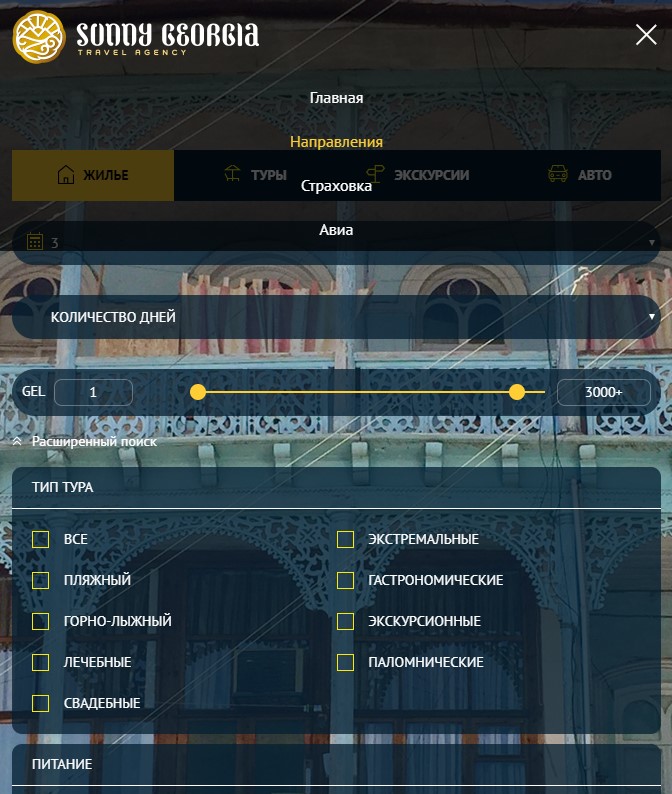 SUNNY GEORGIA
TRAVEL AGENCY
Главная
Направления
ЖИЛЬЕ
ТУРЫ
ЭКСКУРСИИ
АВТО
Страховка
Авиа
3
КОЛИЧЕСТВО ДНЕЙ
GEL 1 3000+
Расширенный поиск
ТИП ТУРА
ВСЕ
ЭКСТРЕМАЛЬНЫЕ
ПЛЯЖНЫЙ
ГАСТРОНОМИЧЕСКИЕ
ГОРНО-ЛЫЖНЫЙ
ЭКСКУРСИОННЫЕ
ЛЕЧЕБНЫЕ
ПАЛОМНИЧЕСКИЕ
СВАДЕБНЫЕ
ПИТАНИЕ